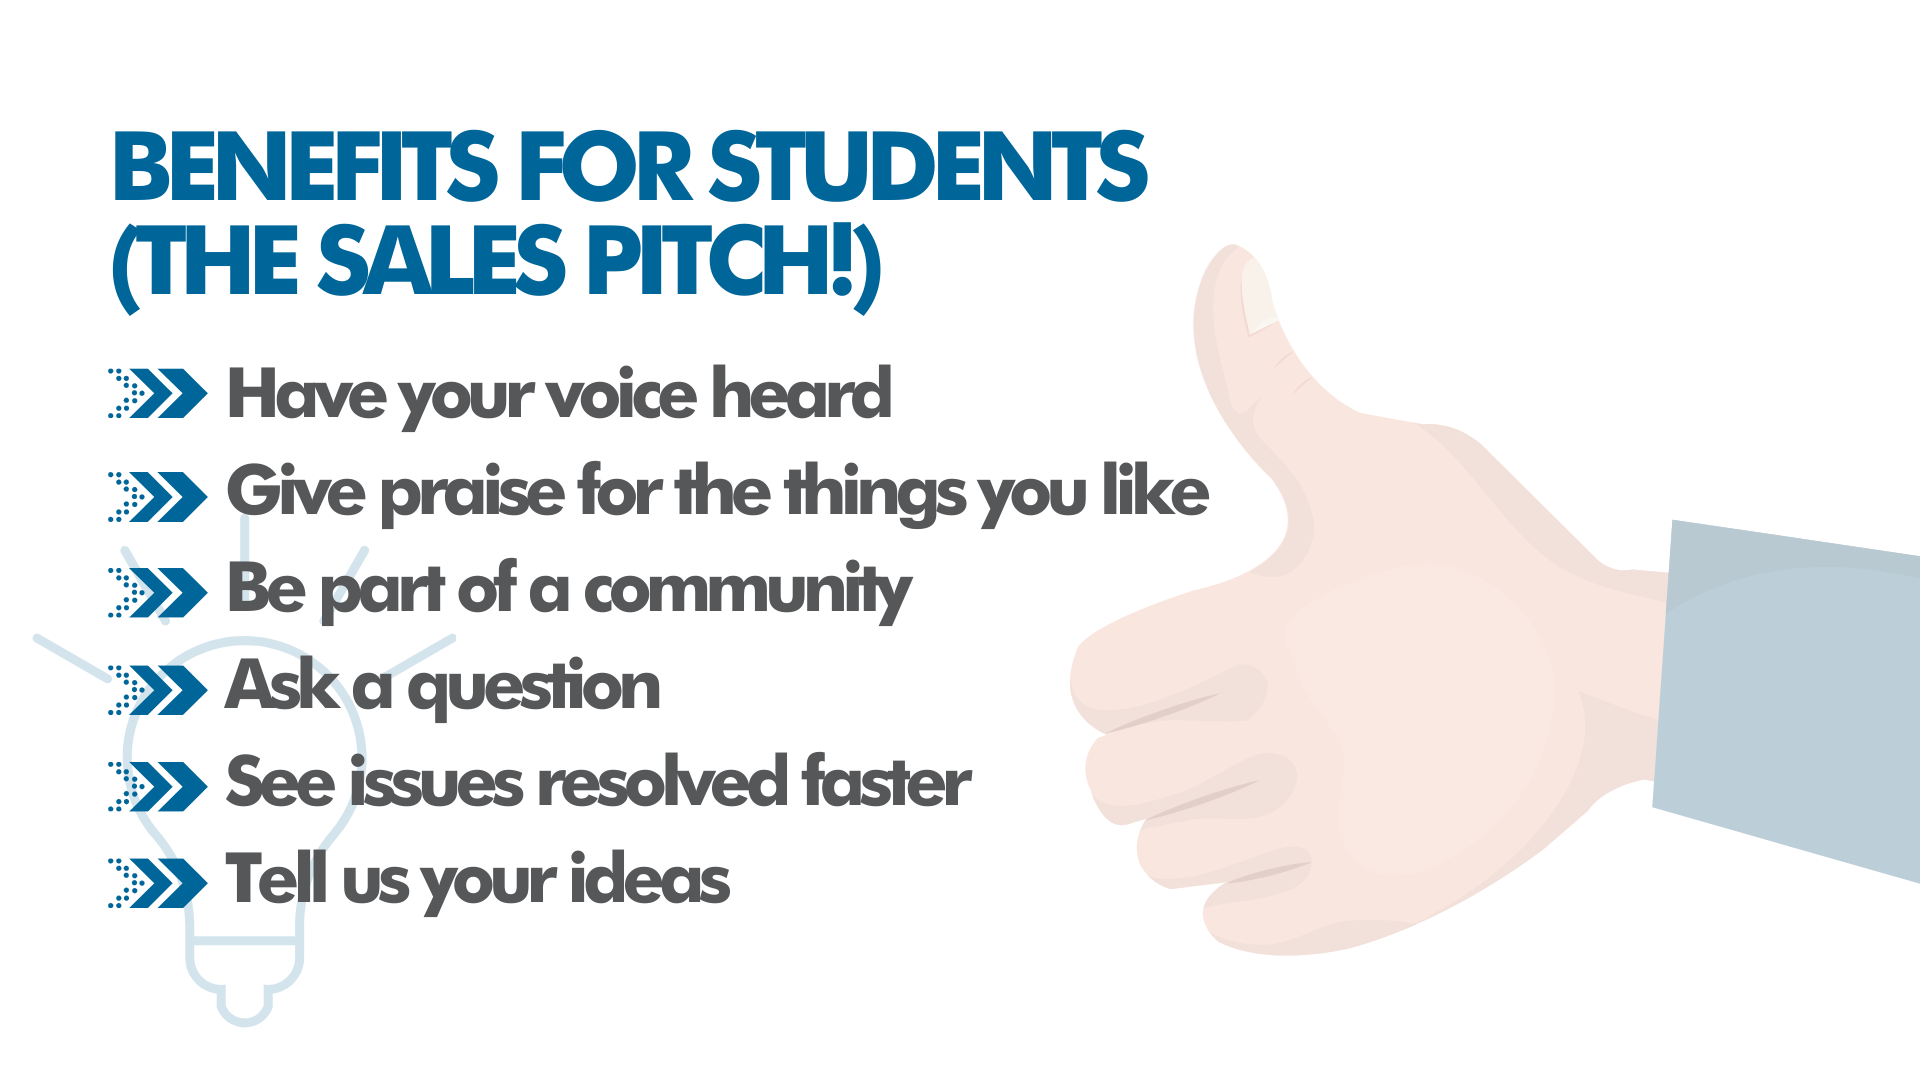 BENEFITS FOR STUDENTS
(THE SALES PITCH!)
Have your voice heard
Give praise for the things you like
Be part of a community
Ask a question
See issues resolved faster
Tell us your ideas